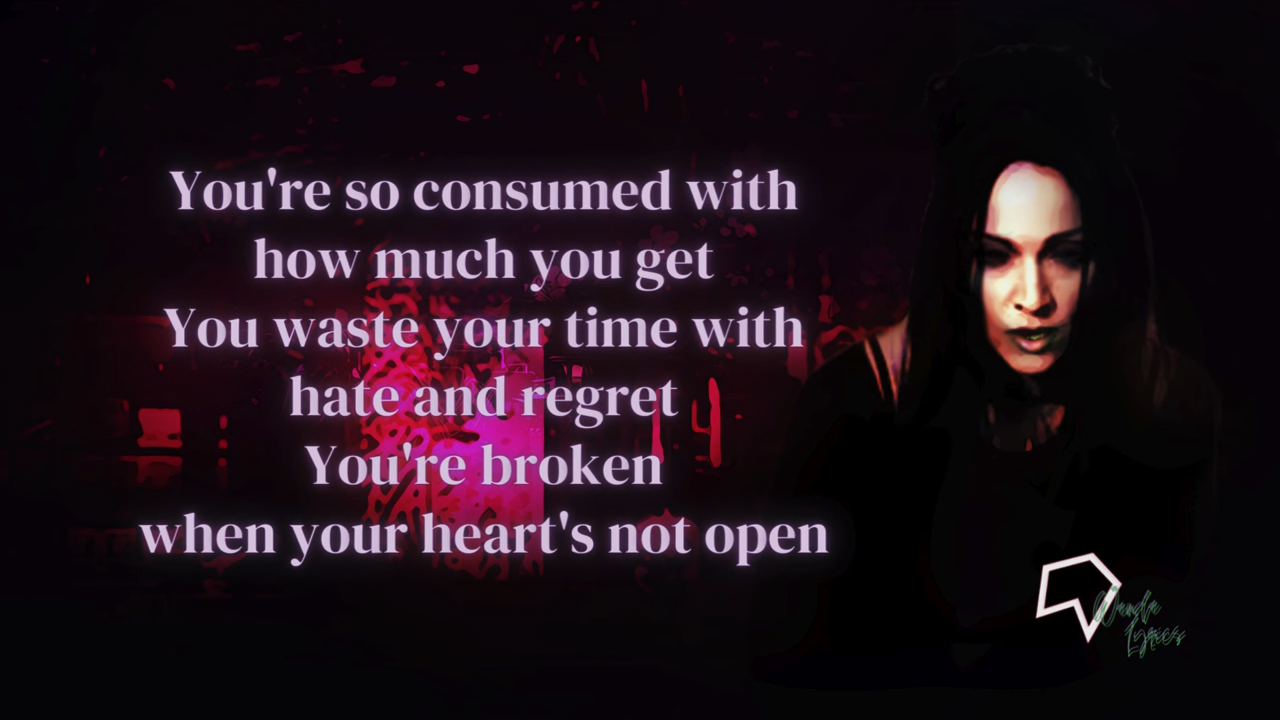 You're so consumed with
how much you get
You waste your time with
hate and regret
You're broken
when your heart's not open
Lyrics